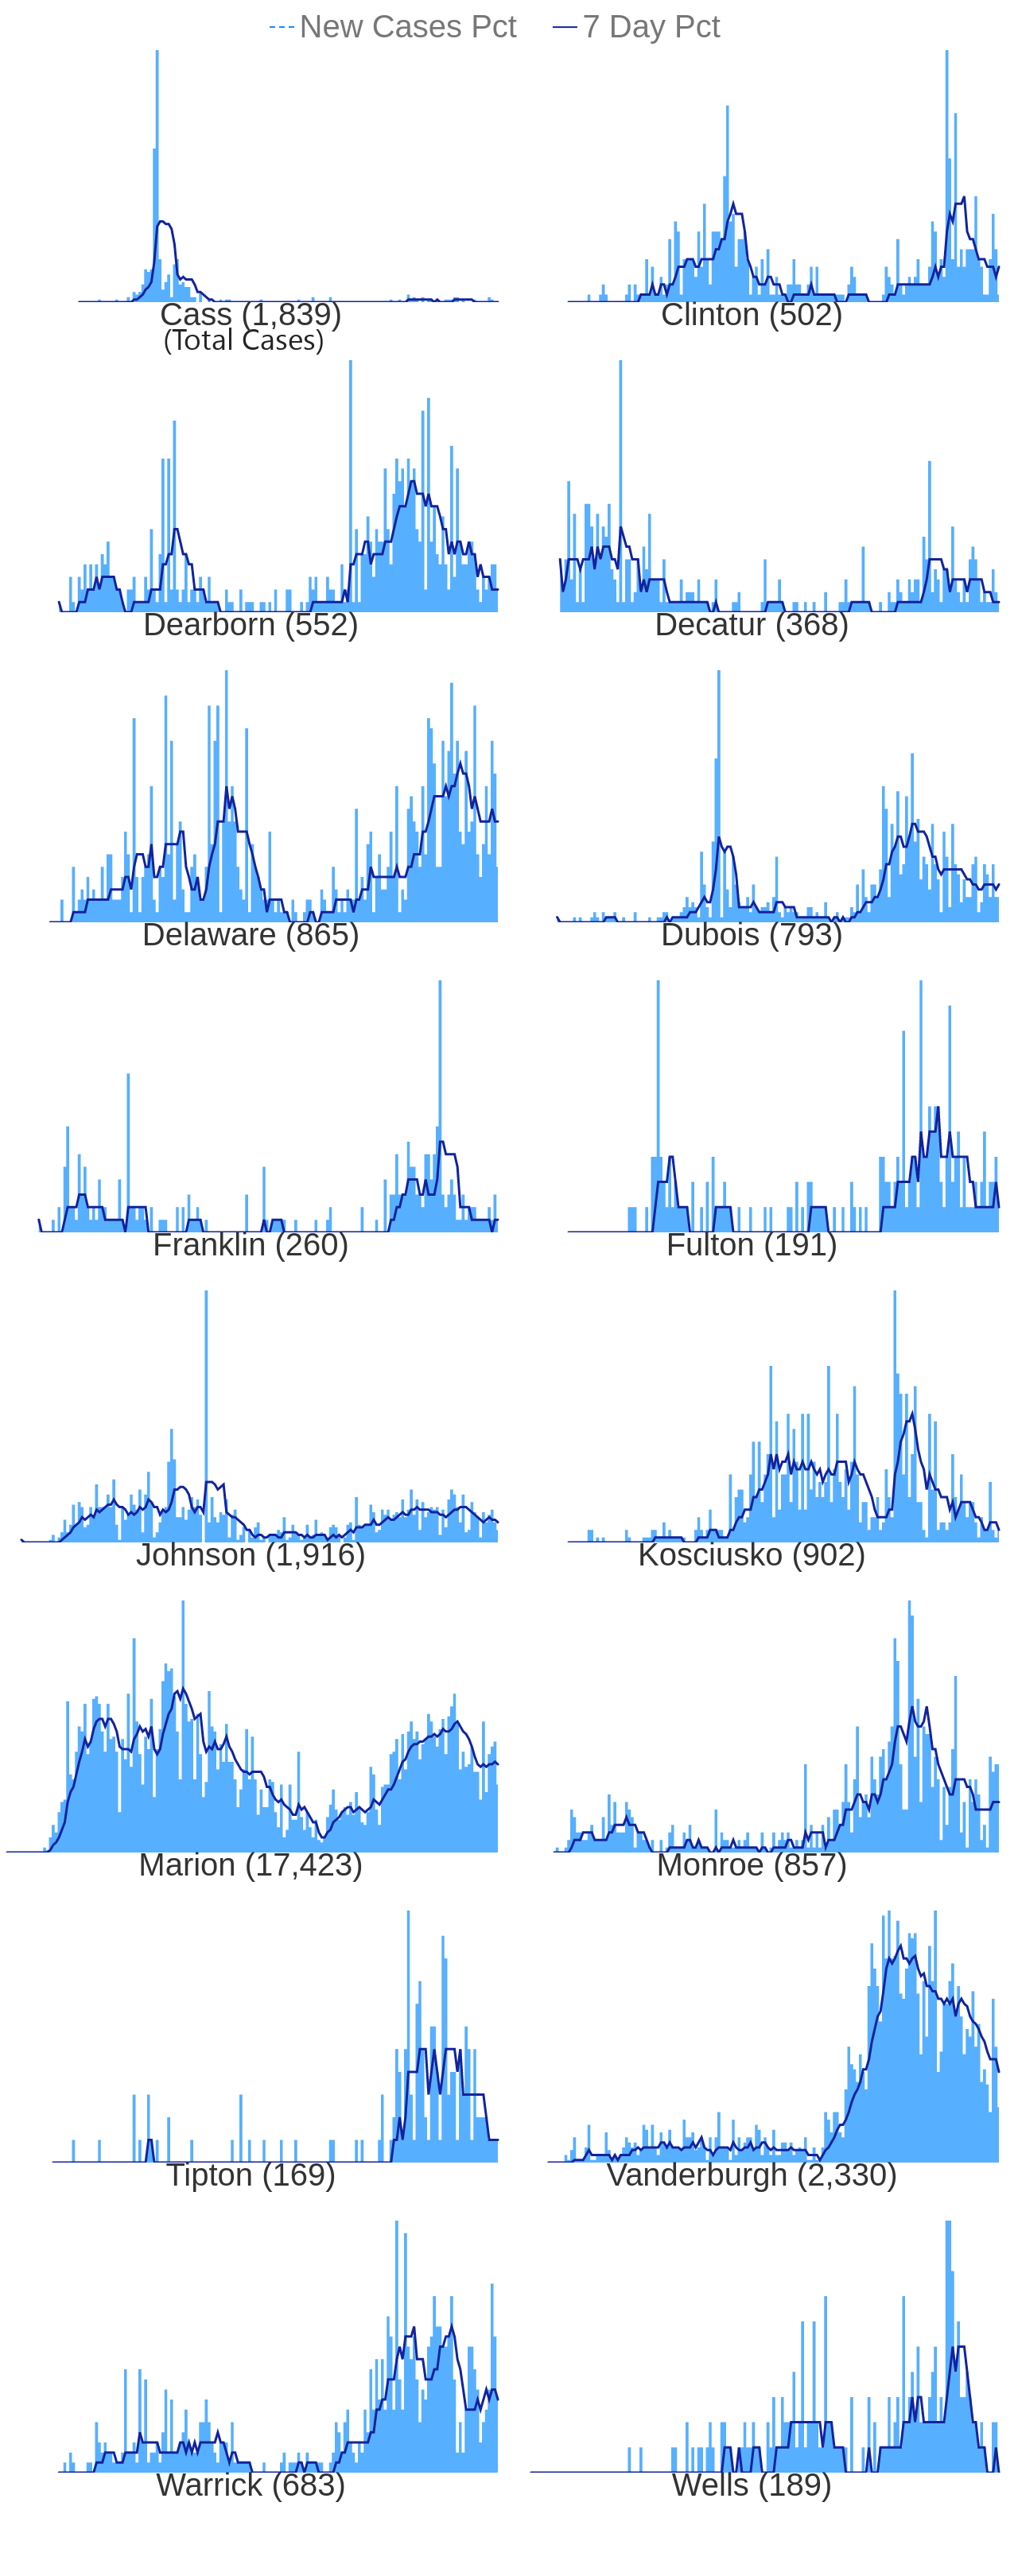 New Cases Pct 7 Day Pct
Cass (1,839) Clinton (502)
(Total Cases)
Dearborn (552) Decatur (368)
Delaware (865) Dubois (793)
Franklin (260) Fulton (191)
Johnson (1,916) Kosciusko (902)
Marion (17,423) Monroe (857)
Tipton (169) Vanderburgh (2,330)
Warrick (683) Wells (189)